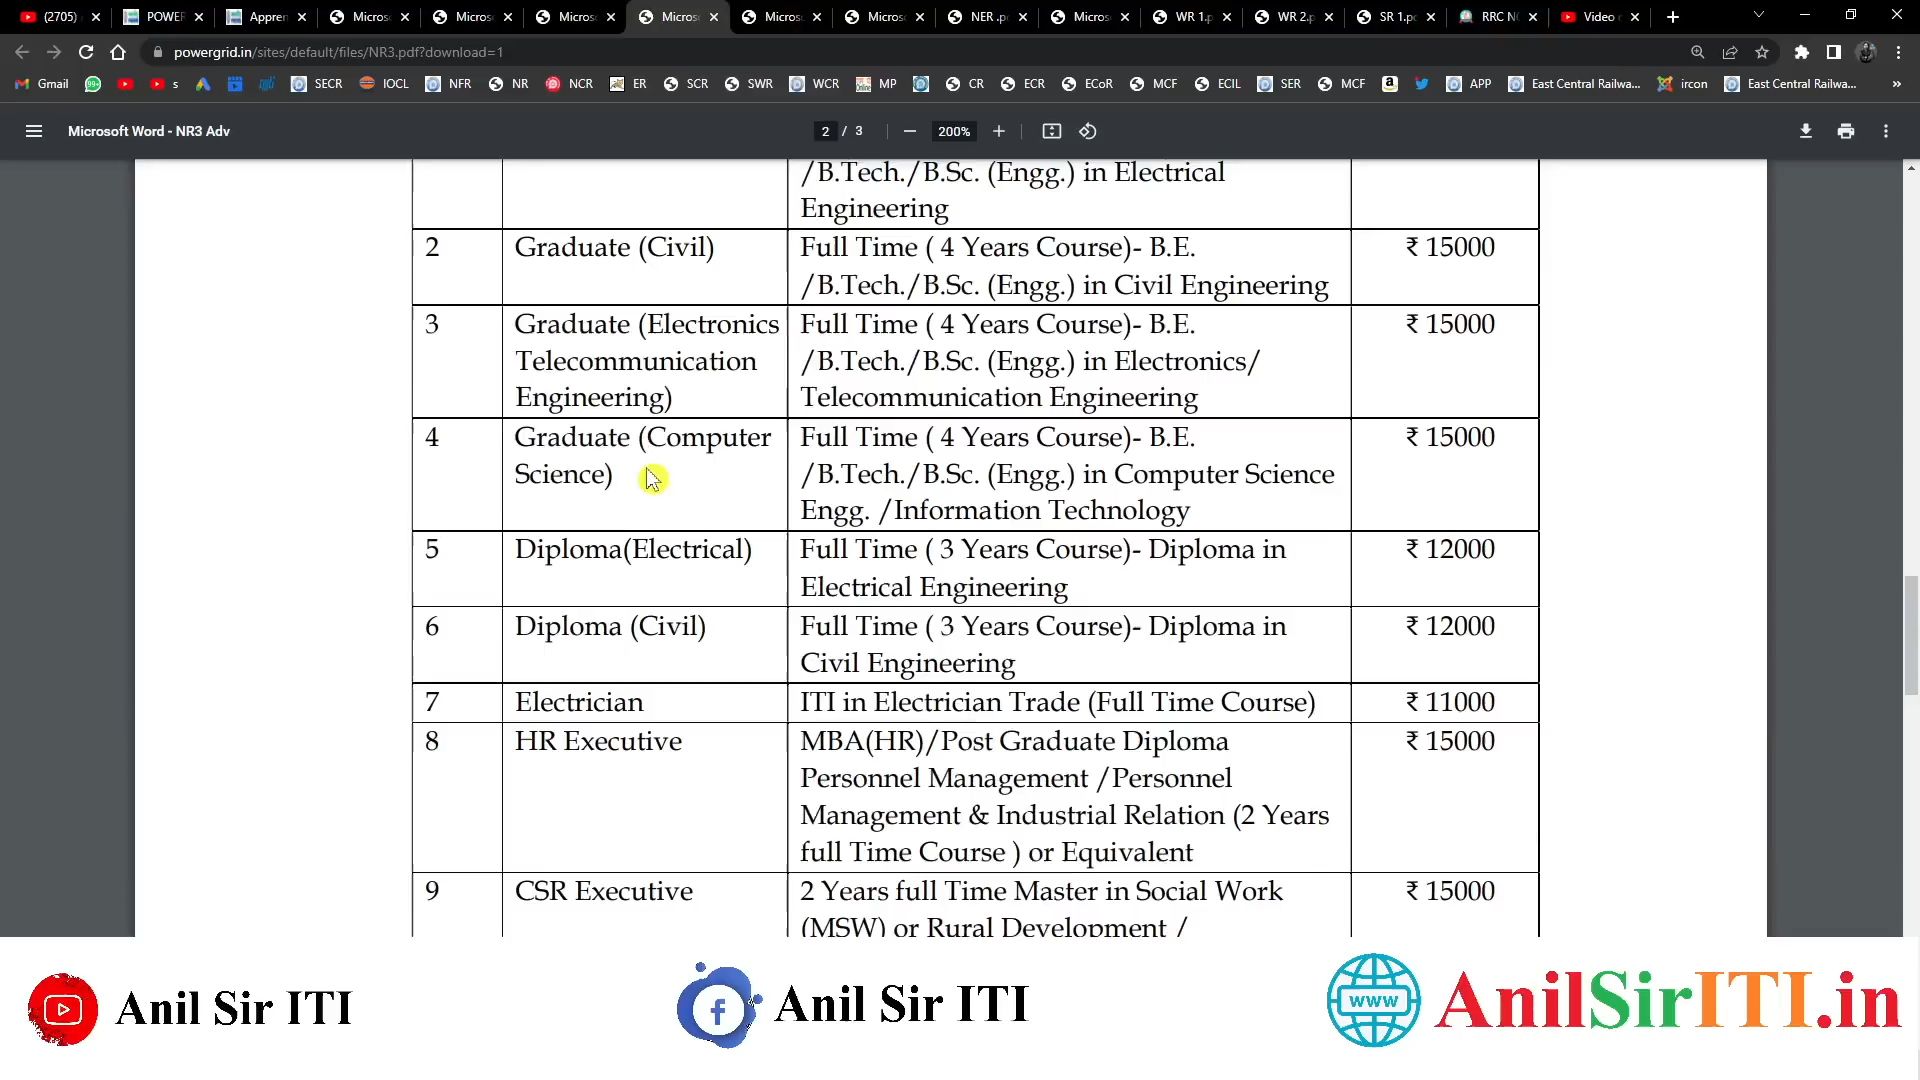 (2705)
POWER
Appren
Microso
Microso
Microso
Microso
Microso
Microso
NER .p
Microso
WR 1.p
WR 2.p
SR 1.p
RRC N
Video
powergrid.in/sites/default/files/NR3.pdf?download=1
Gmail
99+
s
SECR
IOCL
NFR
NR
NCR
ER
SCR
SWR
WCR
MP
CR
ECR
ECoR
MCF
ECIL
SER
MCF
APP
East Central Railwa...
ircon
East Central Railwa...
»
Microsoft Word - NR3 Adv
2 / 3
200%
/B.Tech./B.Sc. (Engg.) in Electrical
Engineering
2 Graduate (Civil) Full Time ( 4 Years Course)- B.E. ₹ 15000
/B.Tech./B.Sc. (Engg.) in Civil Engineering
3 Graduate (Electronics Full Time ( 4 Years Course)- B.E. ₹ 15000
Telecommunication /B.Tech./B.Sc. (Engg.) in Electronics/
Engineering) Telecommunication Engineering
4 Graduate (Computer Full Time ( 4 Years Course)- B.E. ₹ 15000
Science) /B.Tech./B.Sc. (Engg.) in Computer Science
Engg. /Information Technology
5 Diploma(Electrical) Full Time ( 3 Years Course)- Diploma in ₹ 12000
Electrical Engineering
6 Diploma (Civil) Full Time ( 3 Years Course)- Diploma in ₹ 12000
Civil Engineering
7 Electrician ITI in Electrician Trade (Full Time Course) ₹ 11000
8 HR Executive MBA(HR)/Post Graduate Diploma ₹ 15000
Personnel Management /Personnel
Management & Industrial Relation (2 Years
full Time Course ) or Equivalent
9 CSR Executive 2 Years full Time Master in Social Work ₹ 15000
(MSW) or Rural Development /
Anil Sir ITI
Anil Sir ITI
www
AnilSirITI.in